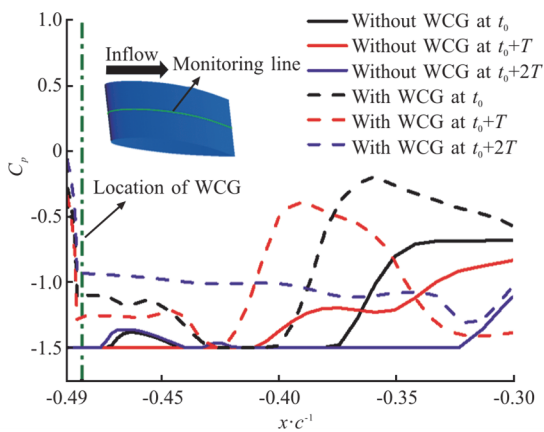 1.0
0.5
0
-0.5
-1.0
-1.5
C_p
Inflow
Monitoring line
Location of WCG
Without WCG at t₀
Without WCG at t₀+T
Without WCG at t₀+2T
With WCG at t₀
With WCG at t₀+T
With WCG at t₀+2T
-0.49
-0.45
-0.40
-0.35
-0.30
x·c⁻¹